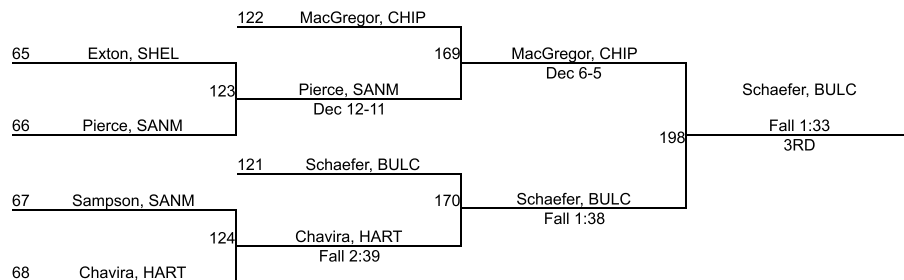 122 MacGregor, CHIP
65 Exton, SHEL
169 MacGregor, CHIP
Dec 6-5
123 Pierce, SANM
Dec 12-11
Schaefer, BULC
66 Pierce, SANM
Fall 1:33
198
3RD
121 Schaefer, BULC
67 Sampson, SANM
170 Schaefer, BULC
Fall 1:38
124 Chavira, HART
Fall 2:39
68 Chavira, HART